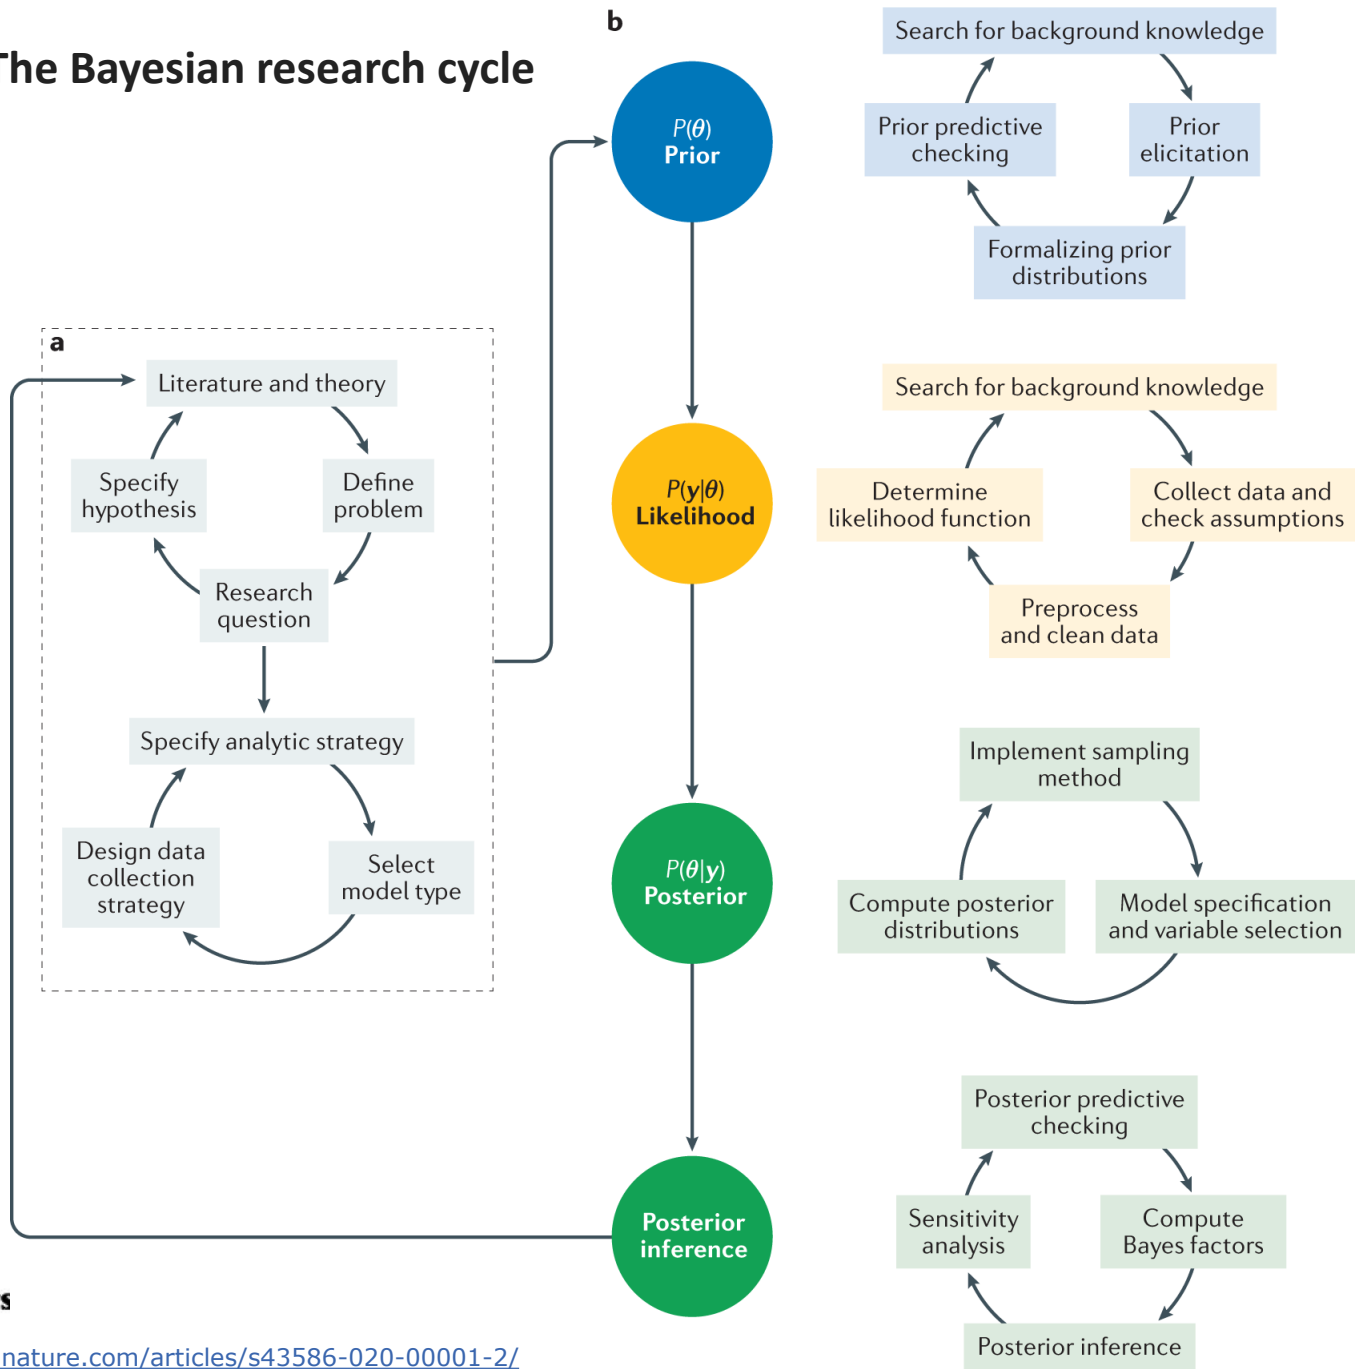 The Bayesian research cycle
a
Literature and theory
Define
problem
Research
question
Specify
hypothesis
Specify analytic strategy
Select
model type
Design data
collection
strategy
b
P(θ)
Prior
P(y|θ)
Likelihood
P(θ|y)
Posterior
Posterior
inference
Search for background knowledge
Prior
elicitation
Formalizing prior
distributions
Prior predictive
checking
Search for background knowledge
Collect data and
check assumptions
Preprocess
and clean data
Determine
likelihood function
Implement sampling
method
Model specification
and variable selection
Compute posterior
distributions
Posterior predictive
checking
Compute
Bayes factors
Posterior inference
Sensitivity
analysis
nature.com/articles/s43586-020-00001-2/